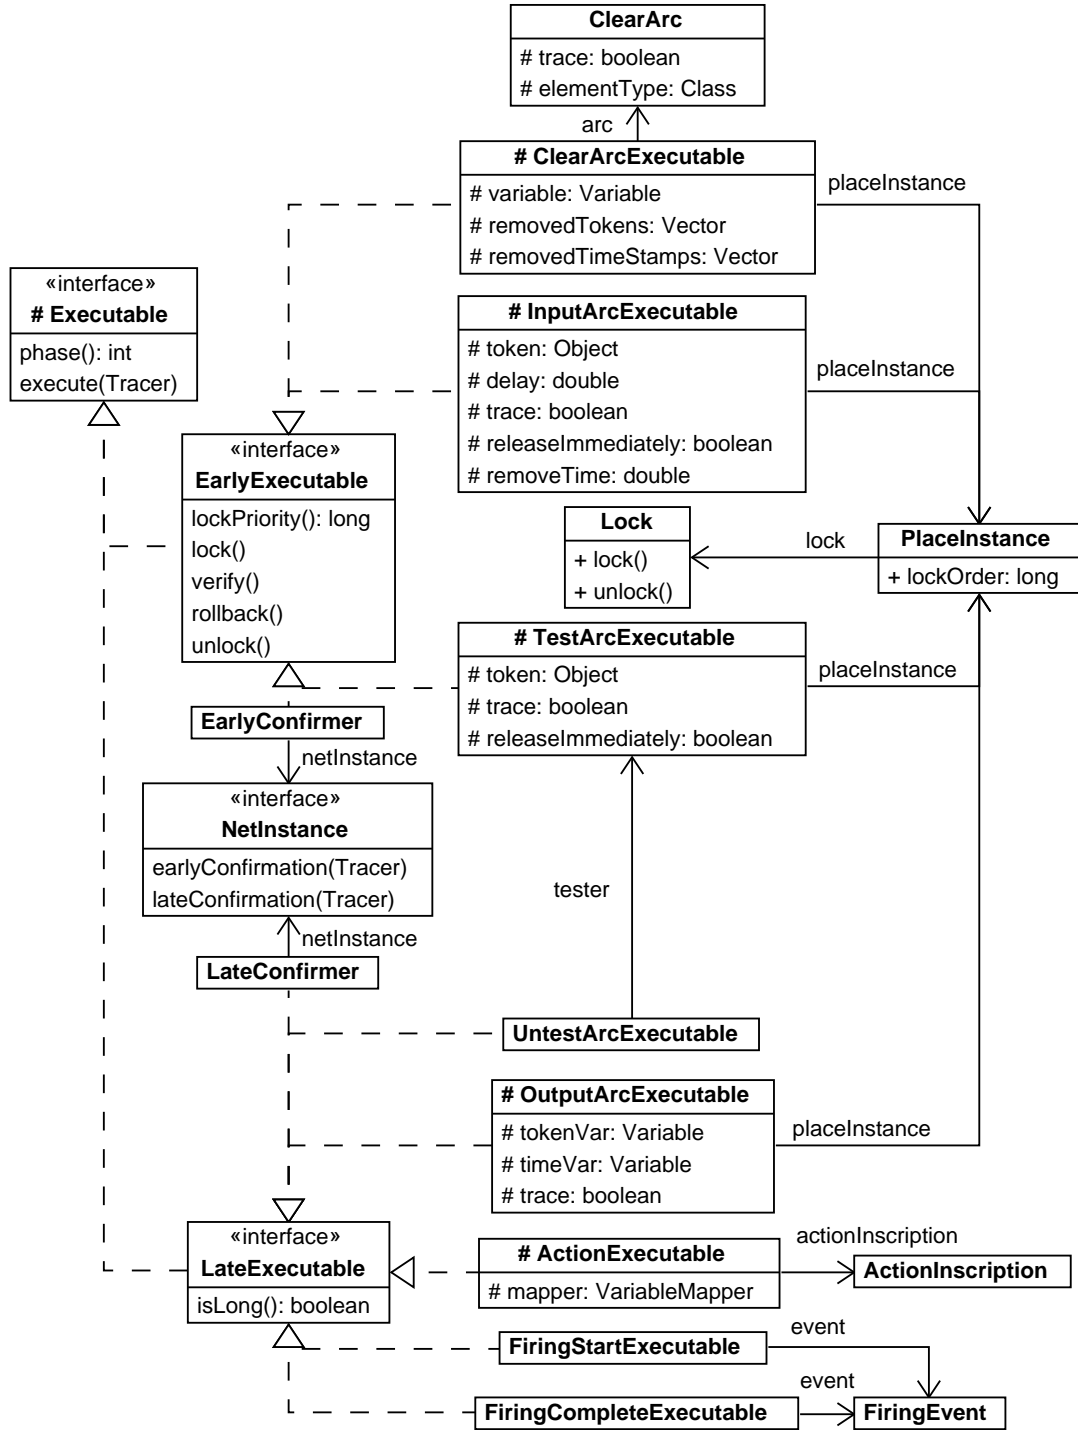 ClearArc
# trace: boolean
# elementType: Class
arc
# ClearArcExecutable
# variable: Variable
# removedTokens: Vector
# removedTimeStamps: Vector
placeInstance
«interface»
# Executable
phase(): int
execute(Tracer)
# InputArcExecutable
# token: Object
# delay: double
# trace: boolean
# releaseImmediately: boolean
# removeTime: double
placeInstance
«interface»
EarlyExecutable
lockPriority(): long
lock()
verify()
rollback()
unlock()
Lock
+ lock()
+ unlock()
lock
PlaceInstance
+ lockOrder: long
# TestArcExecutable
# token: Object
# trace: boolean
# releaseImmediately: boolean
placeInstance
EarlyConfirmer
netInstance
«interface»
NetInstance
earlyConfirmation(Tracer)
lateConfirmation(Tracer)
tester
netInstance
LateConfirmer
UntestArcExecutable
# OutputArcExecutable
# tokenVar: Variable
# timeVar: Variable
# trace: boolean
placeInstance
«interface»
LateExecutable
isLong(): boolean
# ActionExecutable
# mapper: VariableMapper
actionInscription
ActionInscription
FiringStartExecutable
event
FiringCompleteExecutable
event
FiringEvent